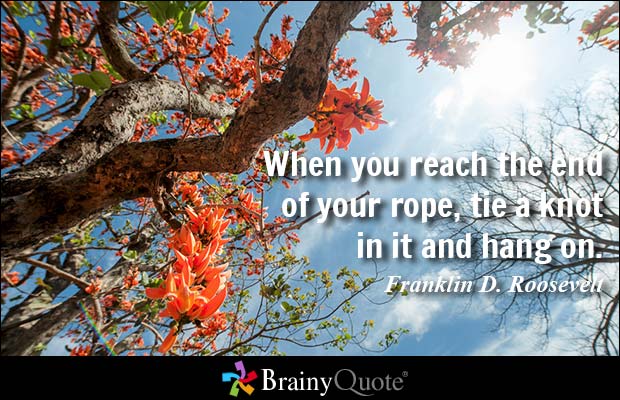 When you reach the end
of your rope, tie a knot
in it and hang on.
Franklin D. Roosevelt
BrainyQuote®